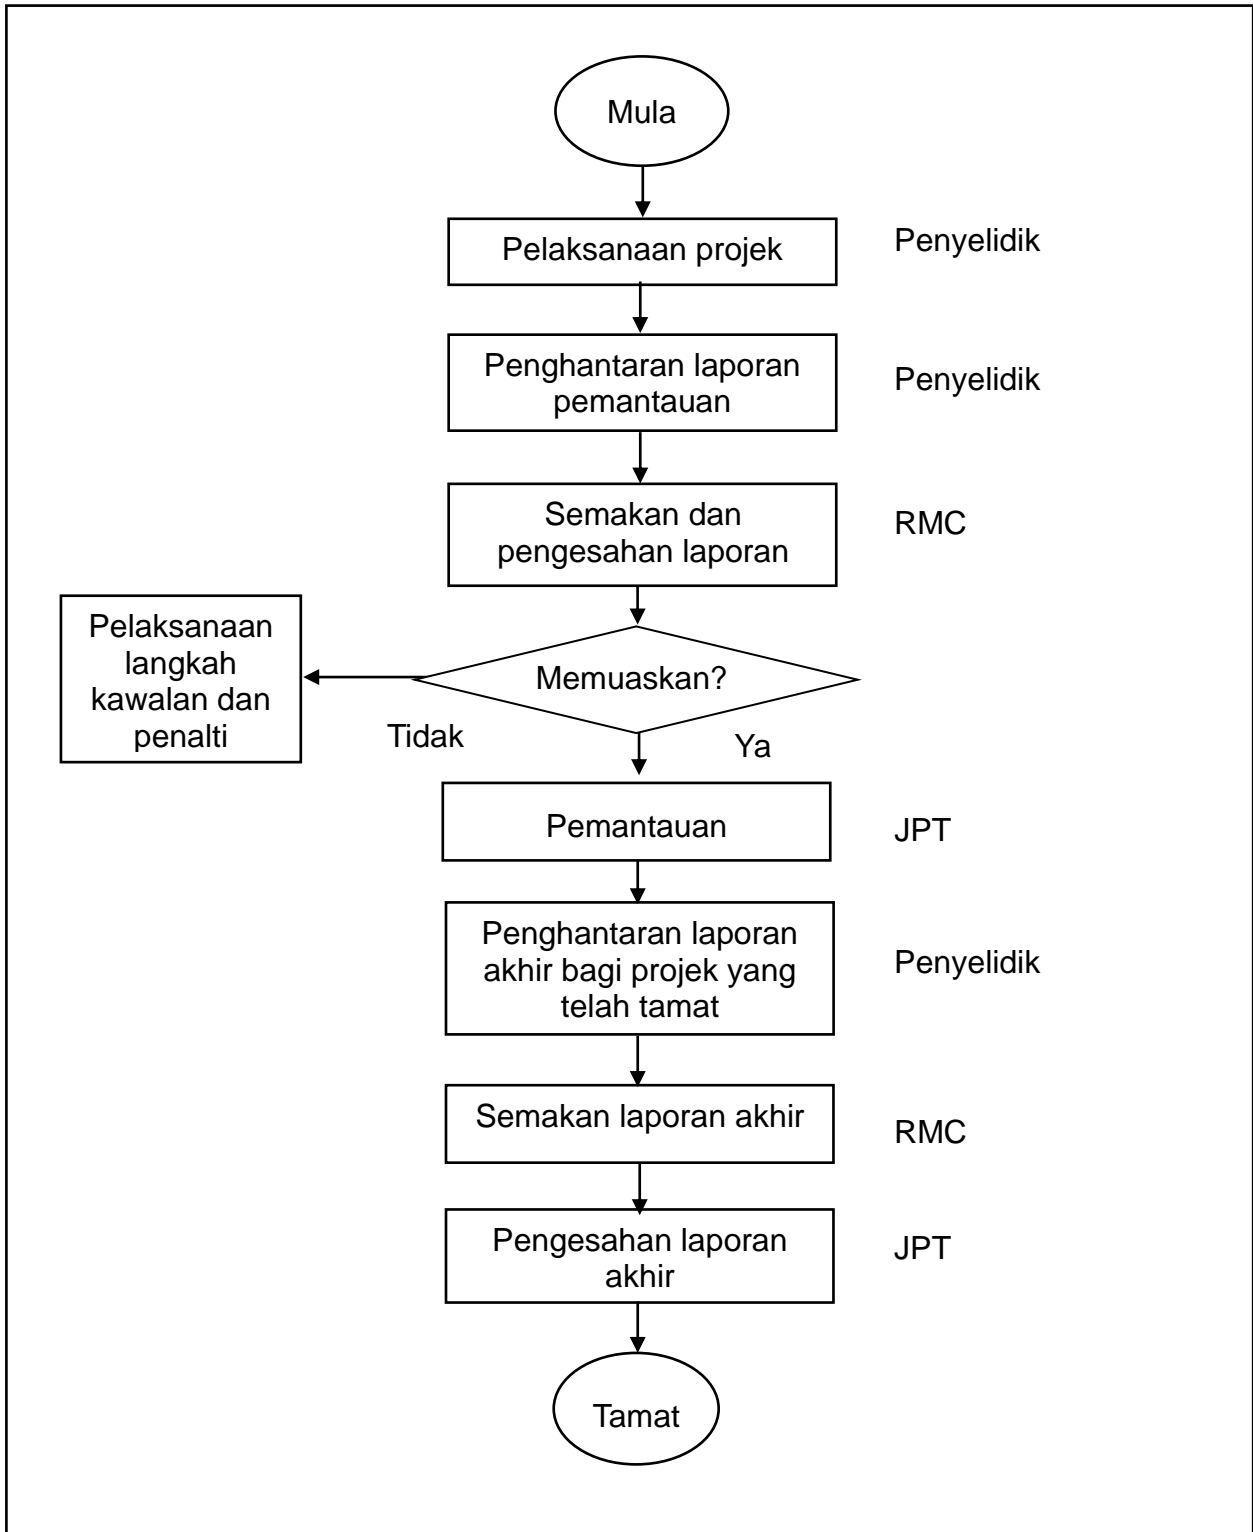 Mula
Pelaksanaan projek
Penyelidik
Penghantaran laporan
pemantauan
Penyelidik
Semakan dan
pengesahan laporan
RMC
Memuaskan?
Pelaksanaan
langkah
kawalan dan
penalti
Tidak
Ya
Pemantauan
JPT
Penghantaran laporan
akhir bagi projek yang
telah tamat
Penyelidik
Semakan laporan akhir
RMC
Pengesahan laporan
akhir
JPT
Tamat